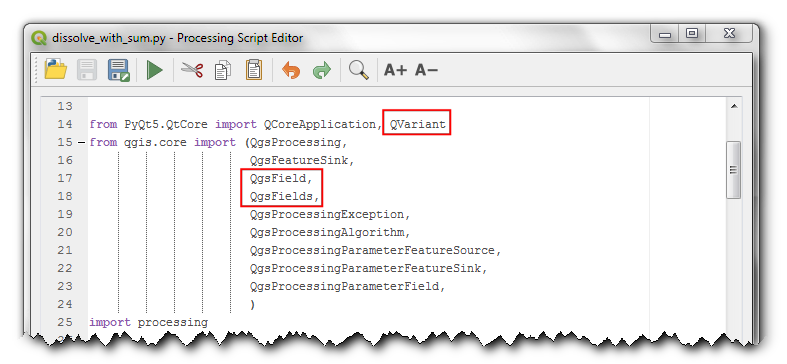 dissolve_with_sum.py - Processing Script Editor
A+ A−
13
14 from PyQt5.QtCore import QCoreApplication, QVariant
15 from qgis.core import (QgsProcessing,
16 QgsFeatureSink,
17 QgsField,
18 QgsFields,
19 QgsProcessingException,
20 QgsProcessingAlgorithm,
21 QgsProcessingParameterFeatureSource,
22 QgsProcessingParameterFeatureSink,
23 QgsProcessingParameterField,
24 )
25 import processing